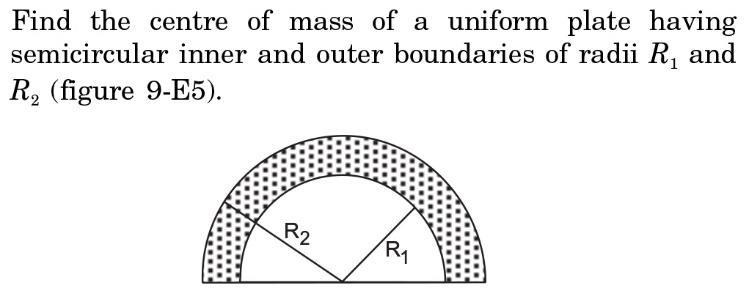 Find the centre of mass of a uniform plate having
semicircular inner and outer boundaries of radii R₁ and
R₂ (figure 9-E5).
R₂
R₁